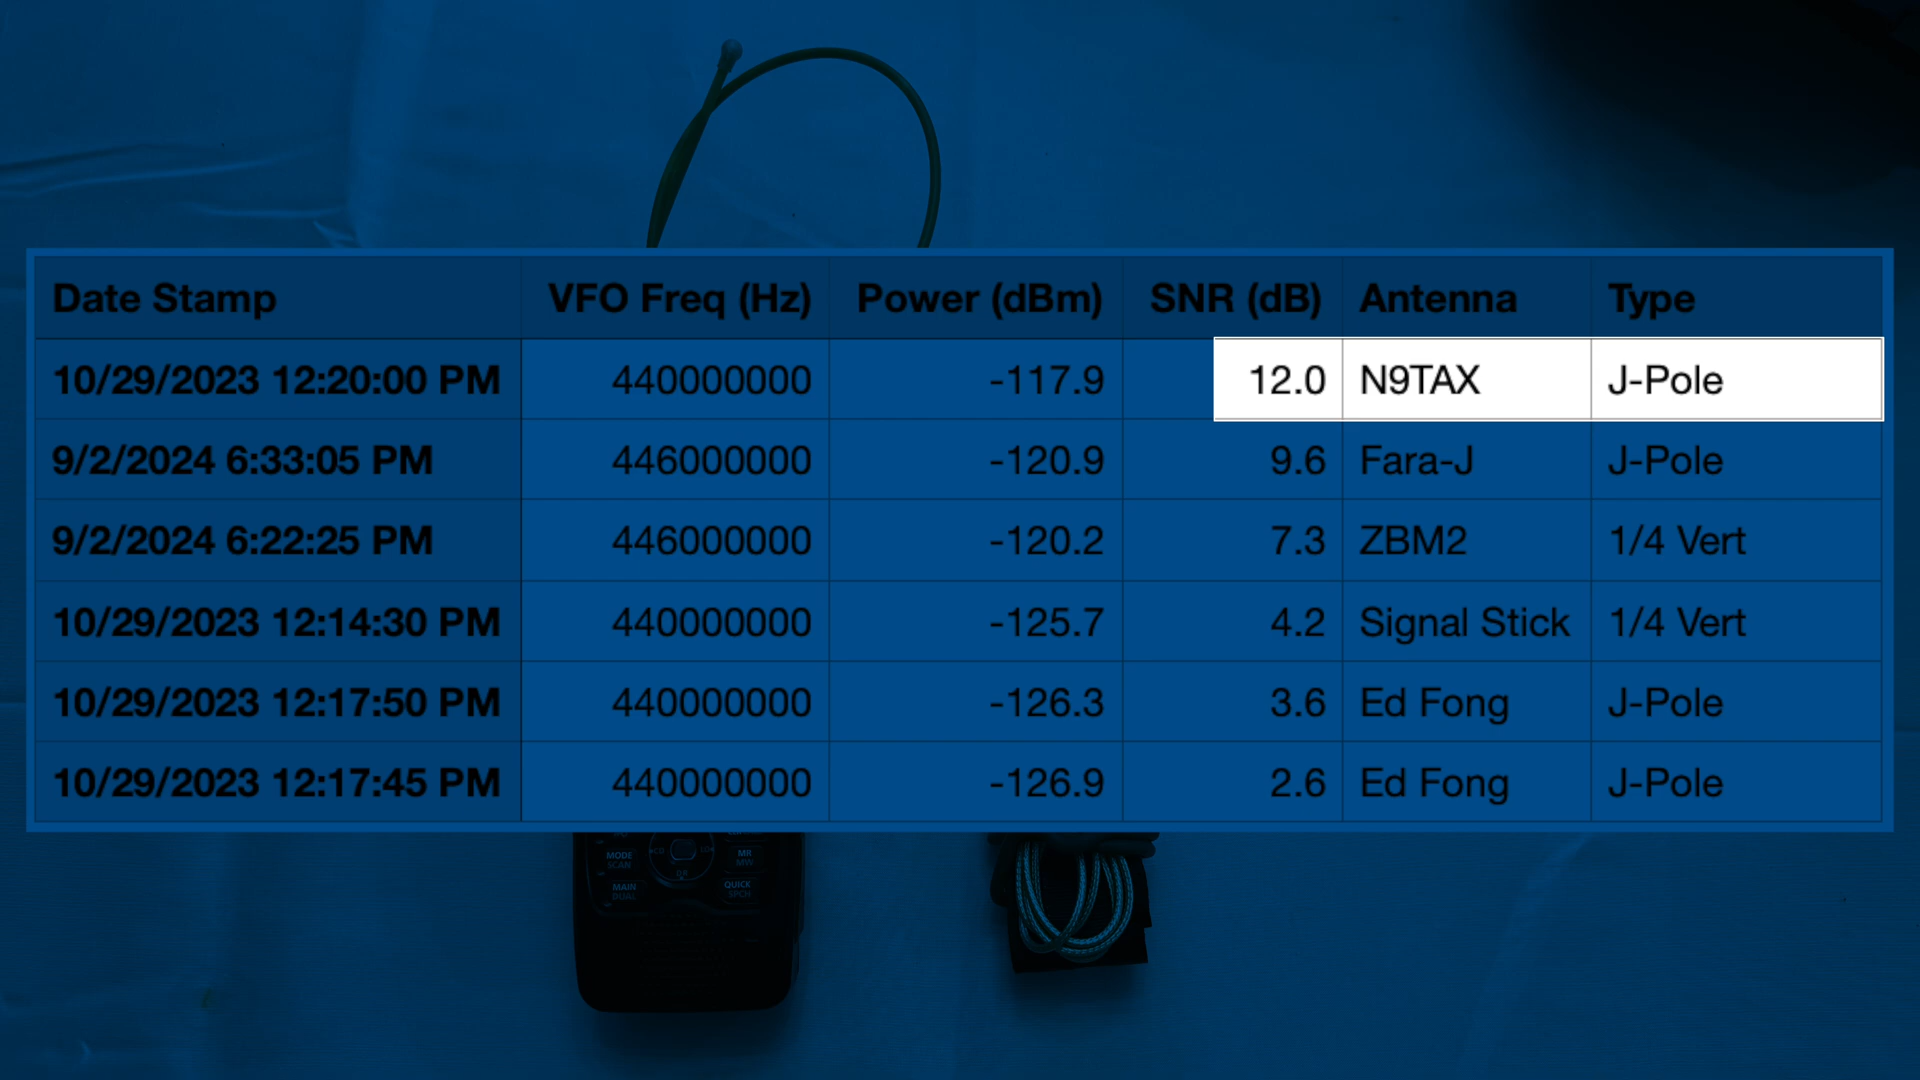 Date Stamp VFO Freq (Hz) Power (dBm) SNR (dB) Antenna Type
10/29/2023 12:20:00 PM 440000000 -117.9 12.0 N9TAX J-Pole
9/2/2024 6:33:05 PM 446000000 -120.9 9.6 Fara-J J-Pole
9/2/2024 6:22:25 PM 446000000 -120.2 7.3 ZBM2 1/4 Vert
10/29/2023 12:14:30 PM 440000000 -125.7 4.2 Signal Stick 1/4 Vert
10/29/2023 12:17:50 PM 440000000 -126.3 3.6 Ed Fong J-Pole
10/29/2023 12:17:45 PM 440000000 -126.9 2.6 Ed Fong J-Pole
MODE MR
SCAN MW
MAIN QUICK
DUAL SPCH